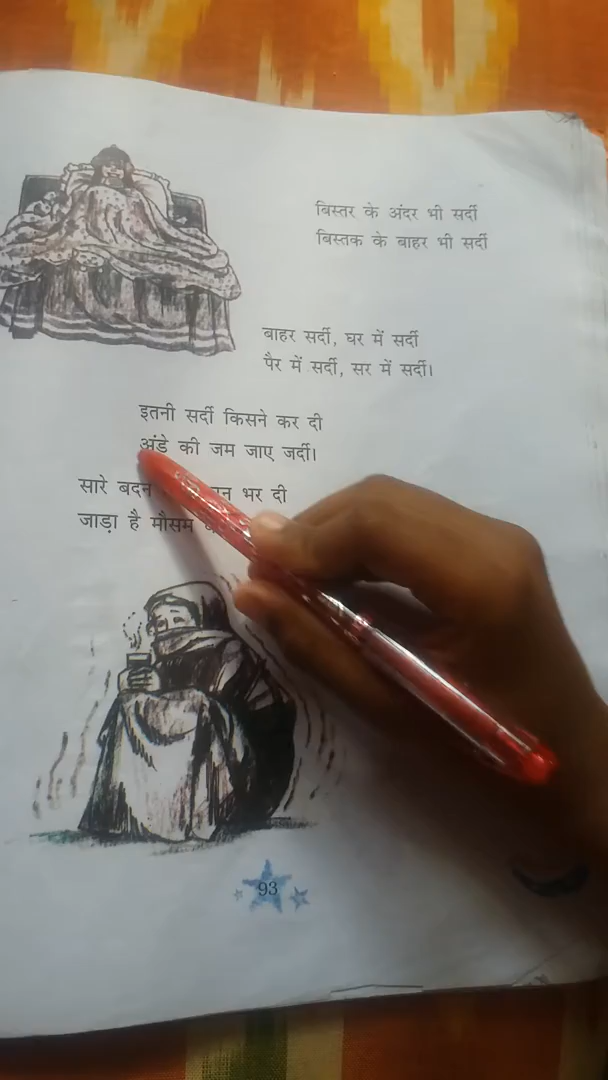 बिस्तर के अंदर भी सर्दी
बिस्तक के बाहर भी सर्दी
बाहर सर्दी, घर में सर्दी
पैर में सर्दी, सर में सर्दी।
इतनी सर्दी किसने कर दी
अंडे की जम जाए जर्दी।
सारे बदन भर दी
जाड़ा है मौसम
93